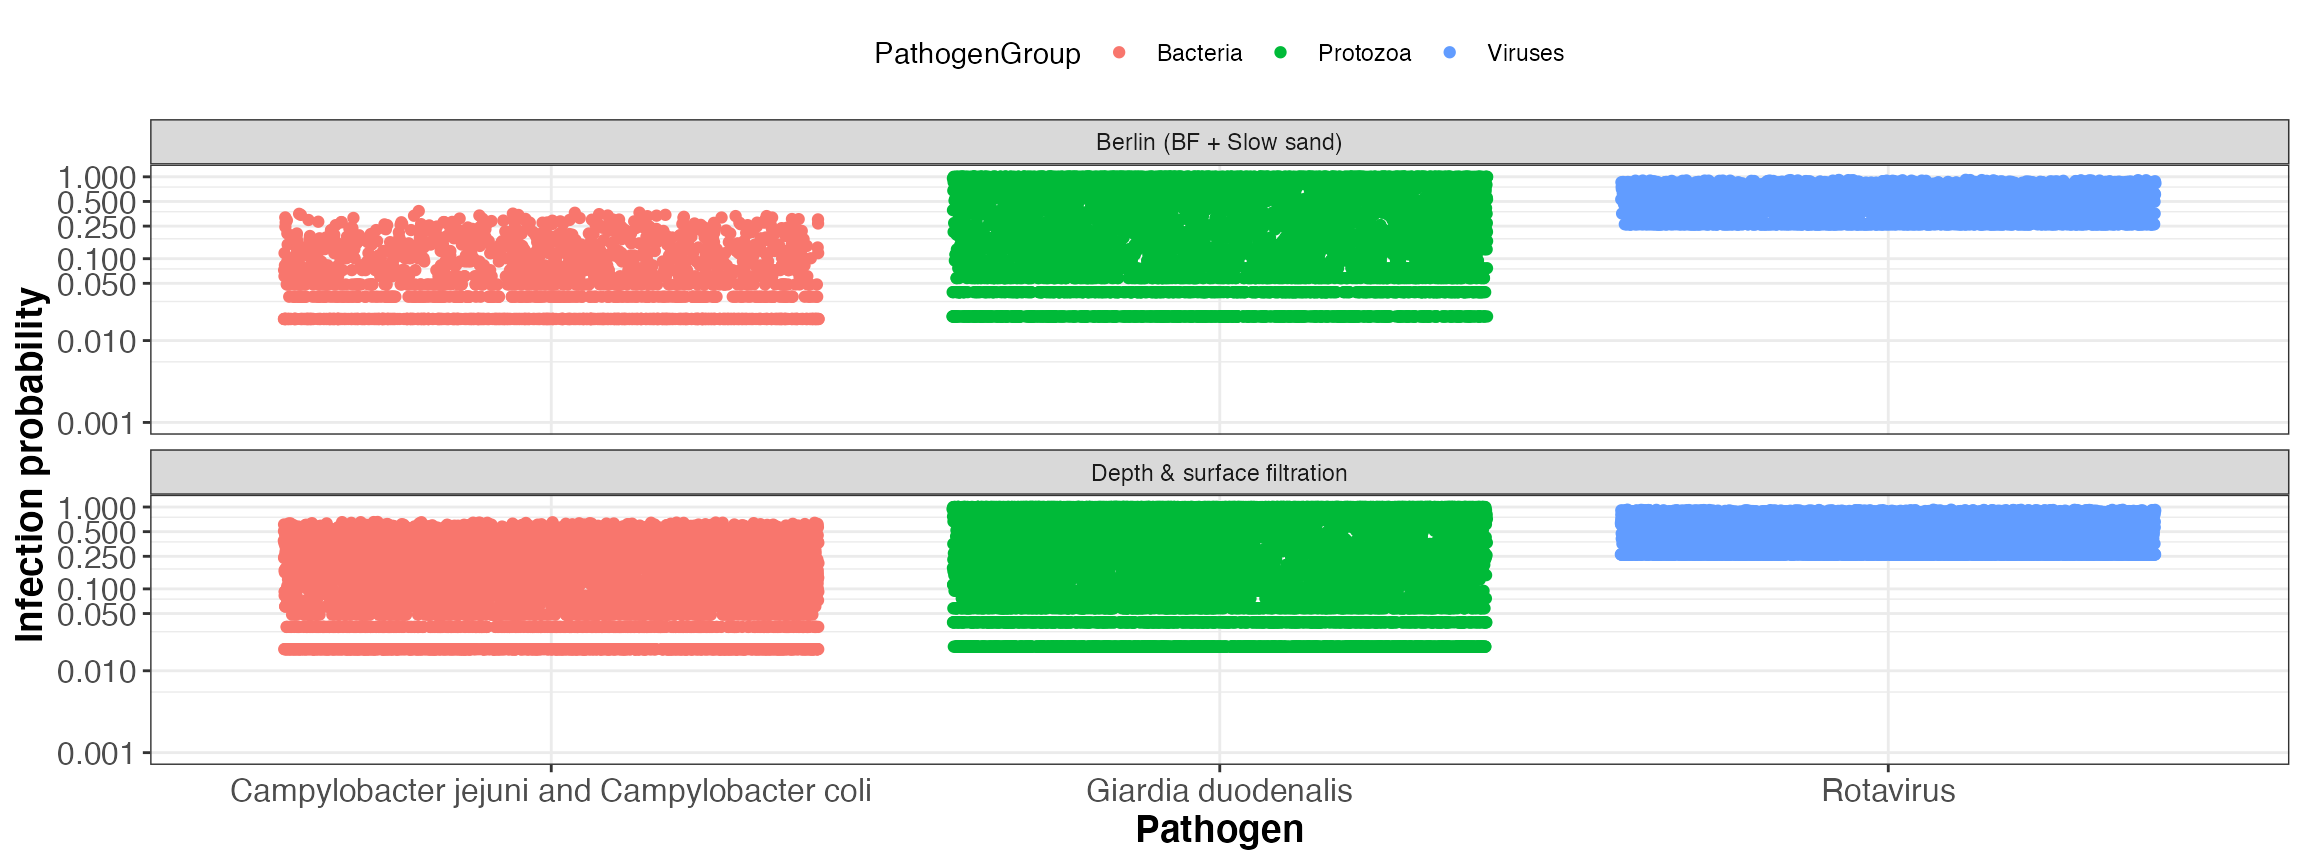 PathogenGroup Bacteria Protozoa Viruses
Berlin (BF + Slow sand)
1.000
0.500
0.250
0.100
0.050
0.010
0.001
Infection probability
Depth & surface filtration
1.000
0.500
0.250
0.100
0.050
0.010
0.001
Campylobacter jejuni and Campylobacter coli Giardia duodenalis Rotavirus
Pathogen